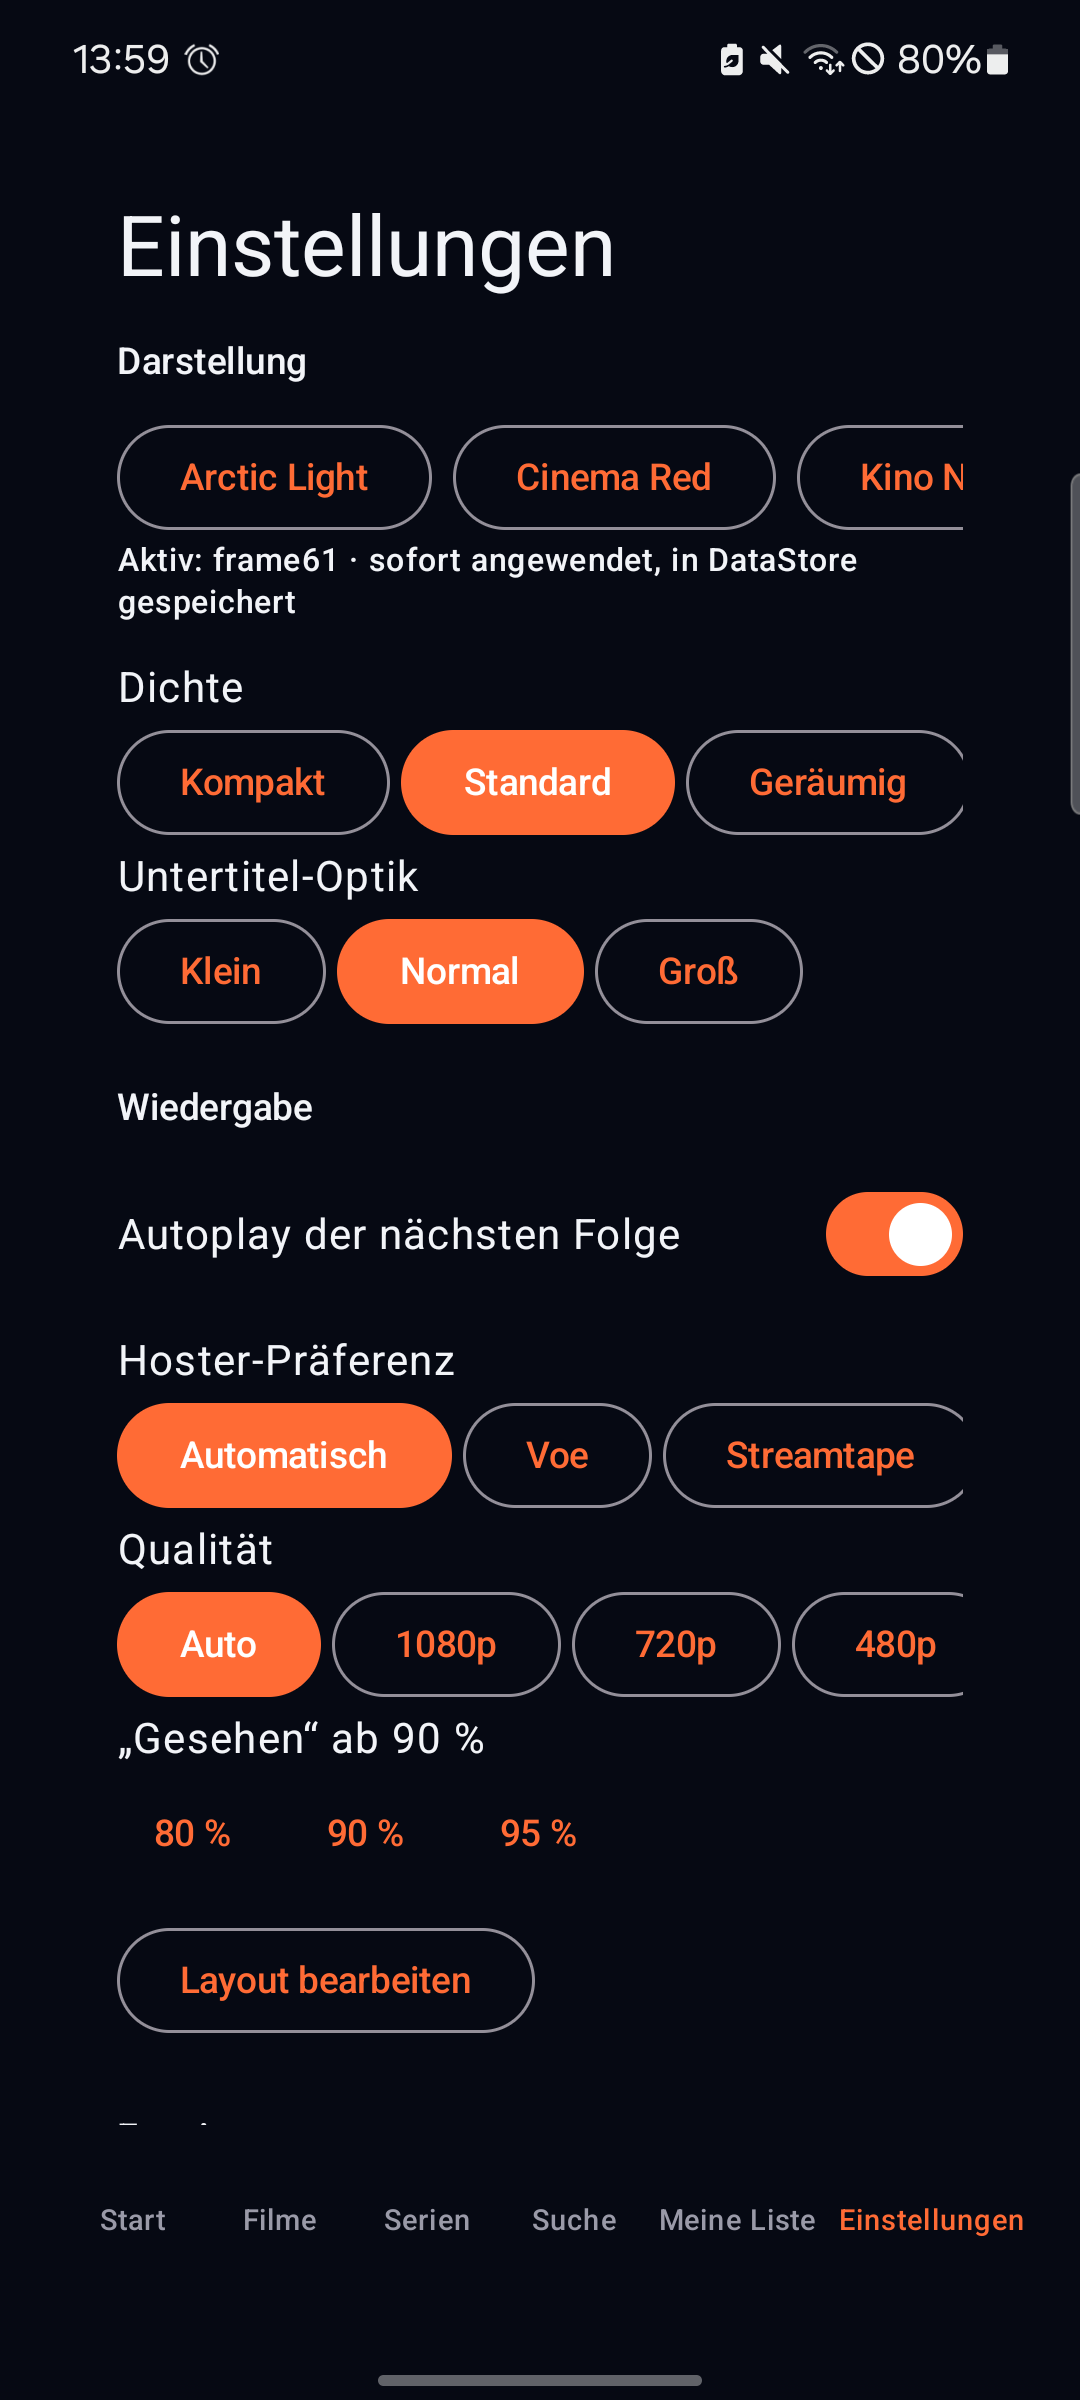 13:59
80%
Einstellungen
Darstellung
Arctic Light
Cinema Red
Kino N
Aktiv: frame61 · sofort angewendet, in DataStore
gespeichert
Dichte
Kompakt
Standard
Geräumig
Untertitel-Optik
Klein
Normal
Groß
Wiedergabe
Autoplay der nächsten Folge
Hoster-Präferenz
Automatisch
Voe
Streamtape
Qualität
Auto
1080p
720p
480p
„Gesehen“ ab 90 %
80 %
90 %
95 %
Layout bearbeiten
Start
Filme
Serien
Suche
Meine Liste
Einstellungen